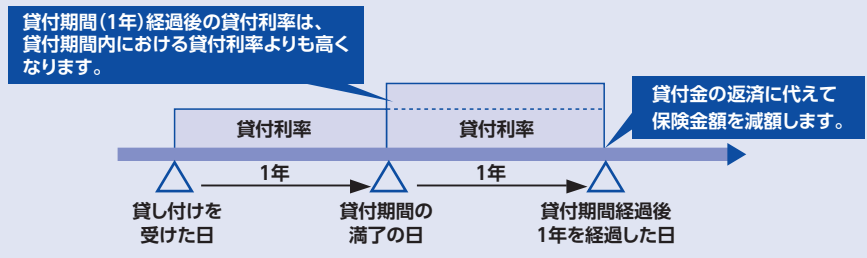 貸付期間(1年)経過後の貸付利率は、
貸付期間内における貸付利率よりも高く
なります。
貸付金の返済に代えて
保険金額を減額します。
貸付利率
貸付利率
1年
1年
貸し付けを
受けた日
貸付期間の
満了の日
貸付期間経過後
1年を経過した日